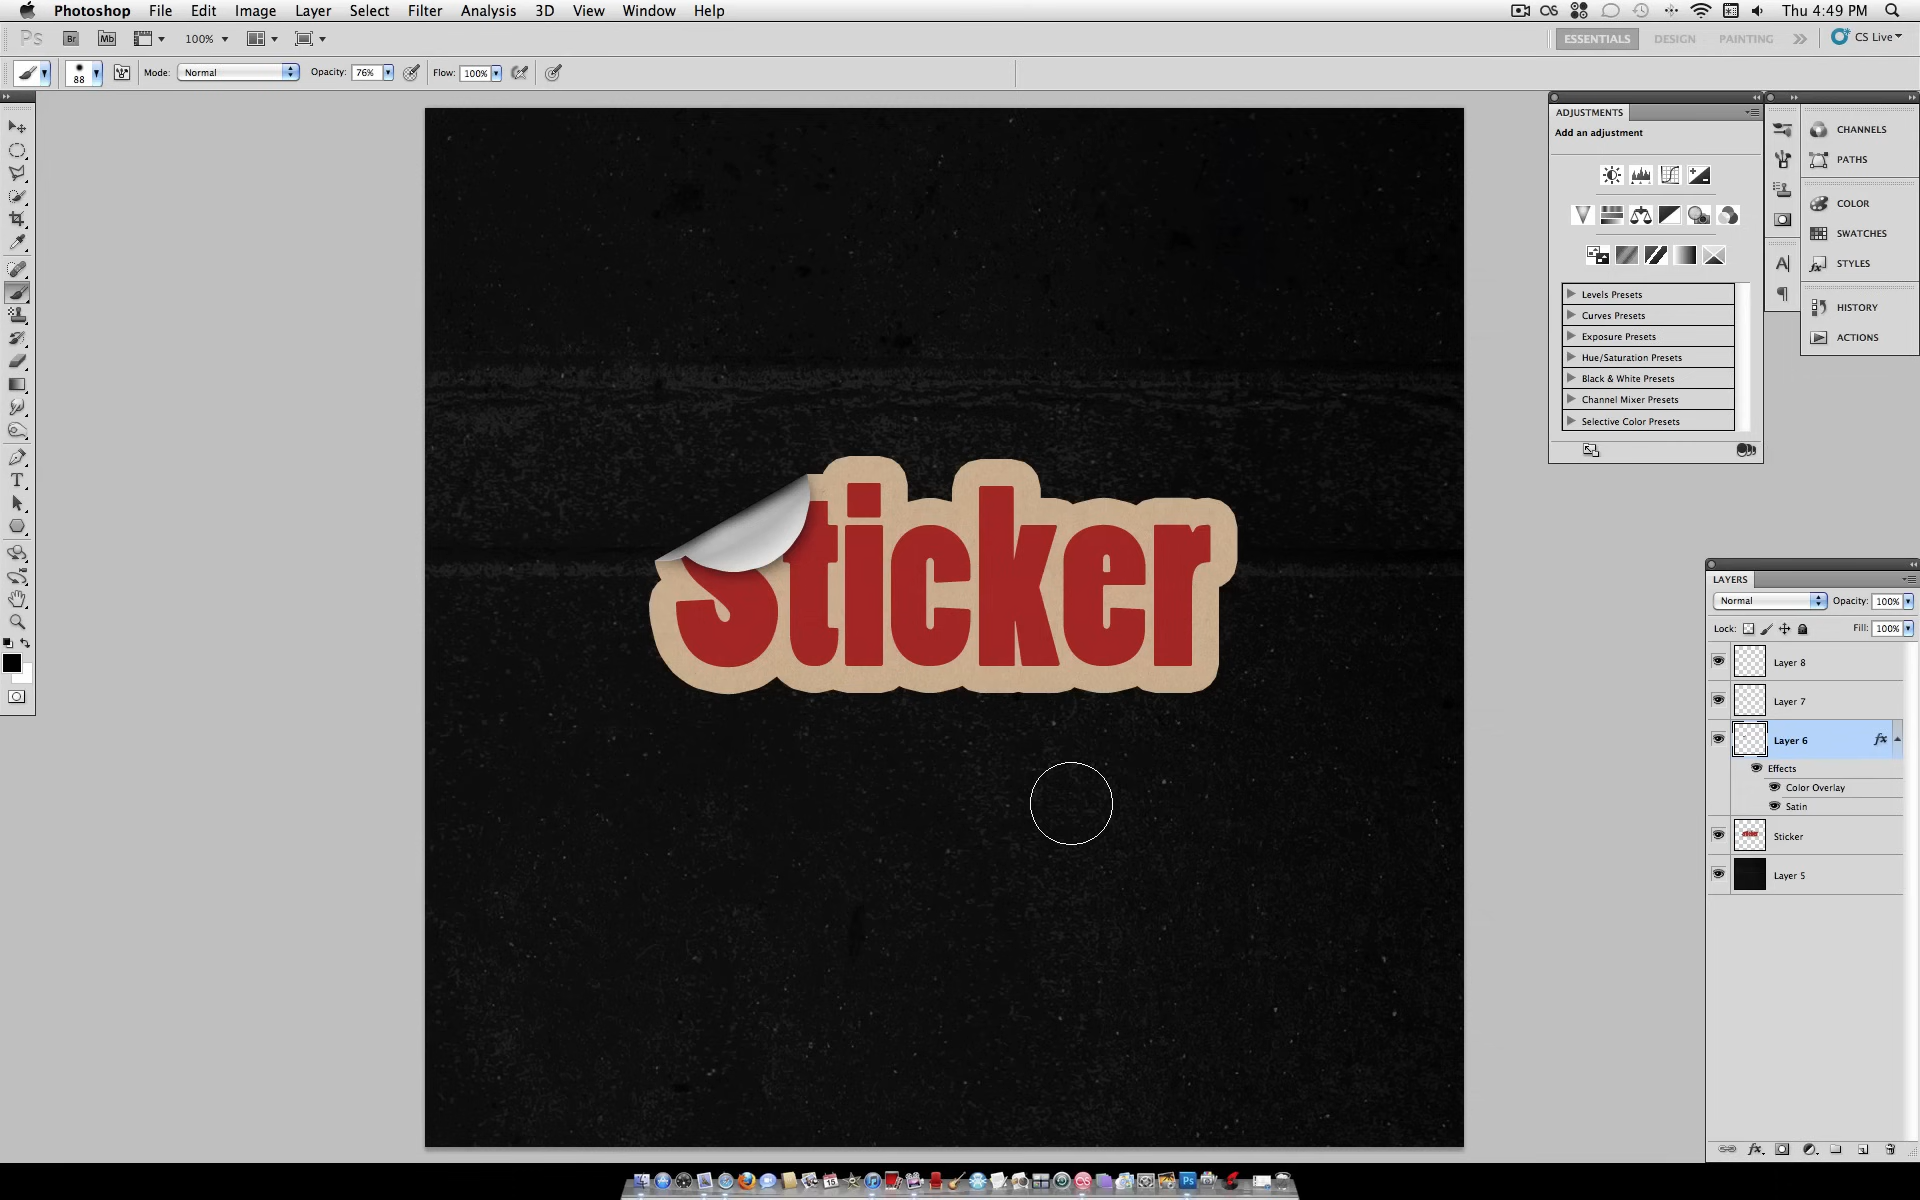 Photoshop File Edit Image Layer Select Filter Analysis 3D View Window Help Thu 4:49 PM
Ps Br Mb 100% ESSENTIALS DESIGN PAINTING CS Live
88 Mode: Normal Opacity: 76% Flow: 100%
ADJUSTMENTS
Add an adjustment
Levels Presets
Curves Presets
Exposure Presets
Hue/Saturation Presets
Black & White Presets
Channel Mixer Presets
Selective Color Presets
CHANNELS
PATHS
COLOR
SWATCHES
STYLES
HISTORY
ACTIONS
Sticker
LAYERS
Normal Opacity: 100%
Lock: Fill: 100%
Layer 8
Layer 7
Layer 6 fx
Effects
Color Overlay
Satin
Sticker
Layer 5